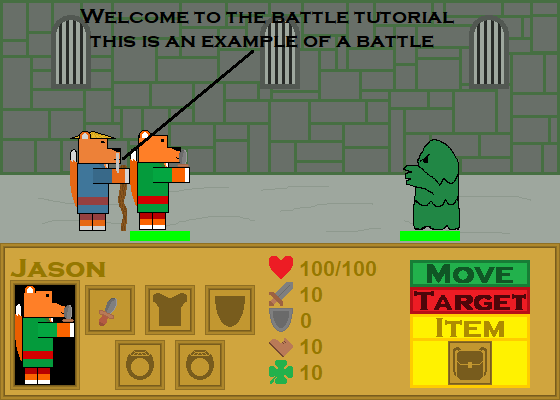 Welcome to the battle tutorial
this is an example of a battle
Jason
100/100
10
0
10
10
Move
Target
Item